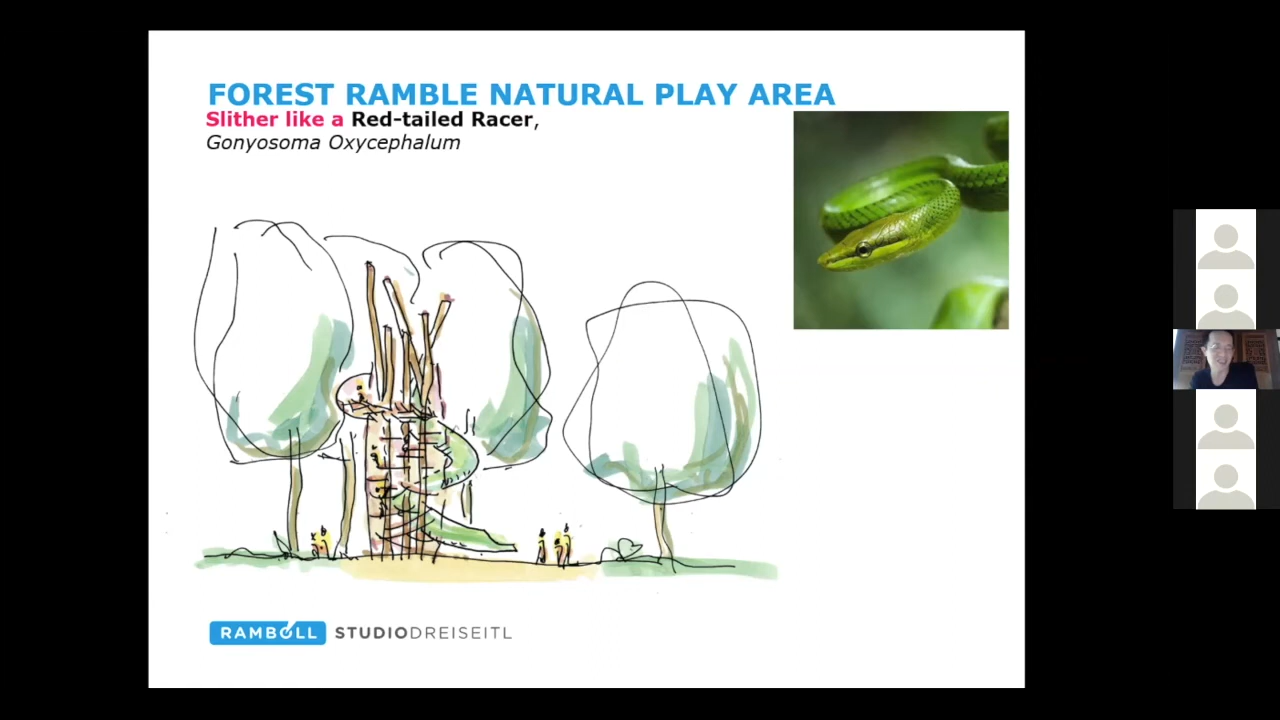 FOREST RAMBLE NATURAL PLAY AREA
Slither like a Red-tailed Racer,
Gonyosoma Oxycephalum
RAMBOLL STUDIODREISEITL